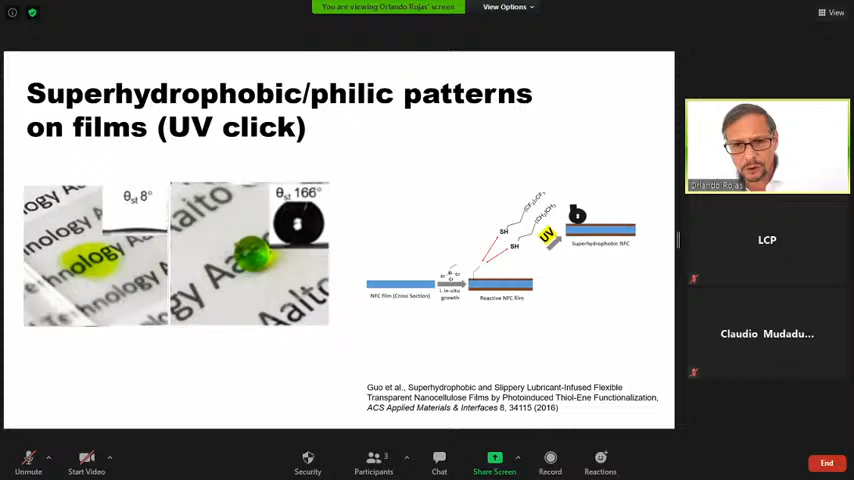 You are viewing Orlando Rojas' screen
View Options
View
Superhydrophobic/philic patterns
on films (UV click)
θst 8°
θst 166°
ogy Aa
Aalto
nology Aa
Technology
Aalto
SH
SH
UV
Superhydrophobic NFC
NFC film (Cross Section)
i. in-situ
growth
Reactive NFC film
Guo et al., Superhydrophobic and Slippery Lubricant-Infused Flexible
Transparent Nanocellulose Films by Photoinduced Thiol-Ene Functionalization,
ACS Applied Materials & Interfaces 8, 34115 (2016)
Orlando Rojas
LCP
Claudio Mudadu...
Unmute
Start Video
Security
3
Participants
Chat
Share Screen
Record
Reactions
End